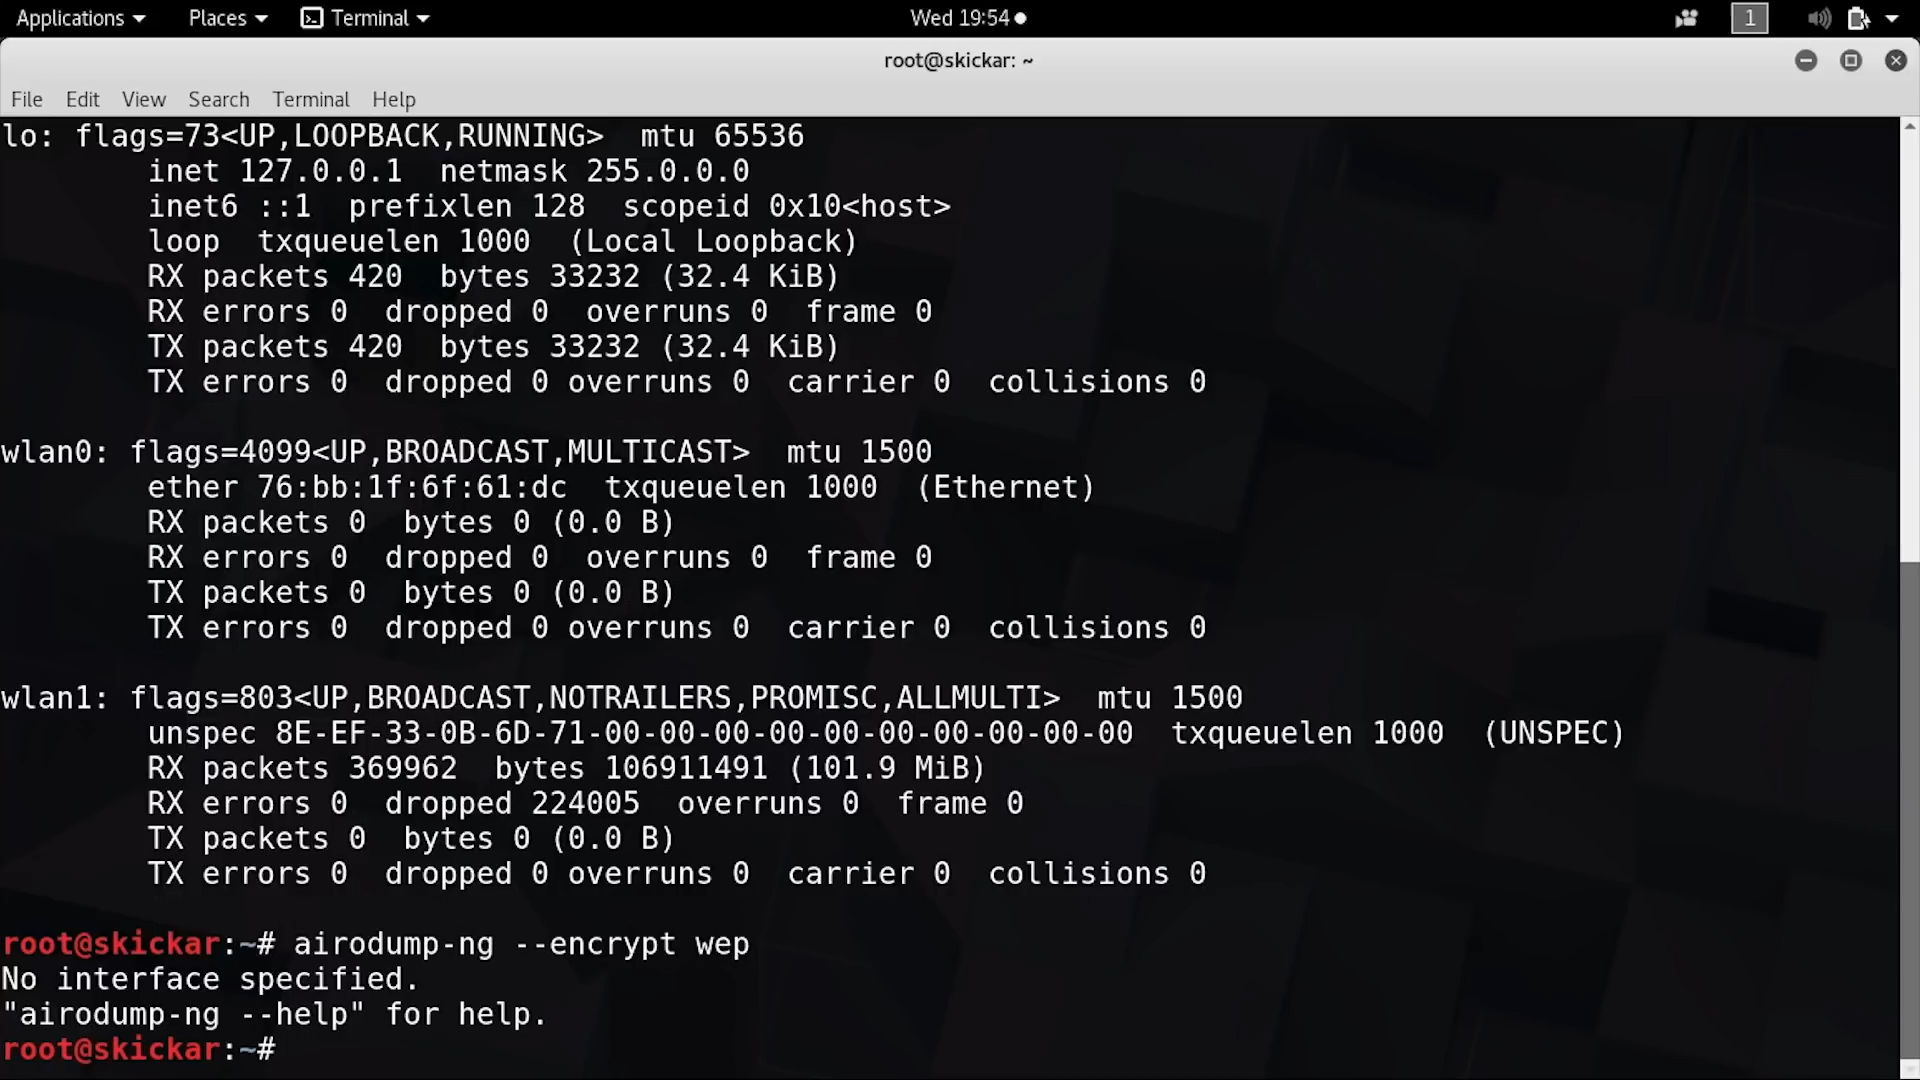 Applications Places Terminal Wed 19:54 1
root@skickar: ~
File Edit View Search Terminal Help
lo: flags=73<UP,LOOPBACK,RUNNING> mtu 65536
inet 127.0.0.1 netmask 255.0.0.0
inet6 ::1 prefixlen 128 scopeid 0x10<host>
loop txqueuelen 1000 (Local Loopback)
RX packets 420 bytes 33232 (32.4 KiB)
RX errors 0 dropped 0 overruns 0 frame 0
TX packets 420 bytes 33232 (32.4 KiB)
TX errors 0 dropped 0 overruns 0 carrier 0 collisions 0
wlan0: flags=4099<UP,BROADCAST,MULTICAST> mtu 1500
ether 76:bb:1f:6f:61:dc txqueuelen 1000 (Ethernet)
RX packets 0 bytes 0 (0.0 B)
RX errors 0 dropped 0 overruns 0 frame 0
TX packets 0 bytes 0 (0.0 B)
TX errors 0 dropped 0 overruns 0 carrier 0 collisions 0
wlan1: flags=803<UP,BROADCAST,NOTRAILERS,PROMISC,ALLMULTI> mtu 1500
unspec 8E-EF-33-0B-6D-71-00-00-00-00-00-00-00-00-00-00 txqueuelen 1000 (UNSPEC)
RX packets 369962 bytes 106911491 (101.9 MiB)
RX errors 0 dropped 224005 overruns 0 frame 0
TX packets 0 bytes 0 (0.0 B)
TX errors 0 dropped 0 overruns 0 carrier 0 collisions 0
root@skickar:~# airodump-ng --encrypt wep
No interface specified.
"airodump-ng --help" for help.
root@skickar:~#